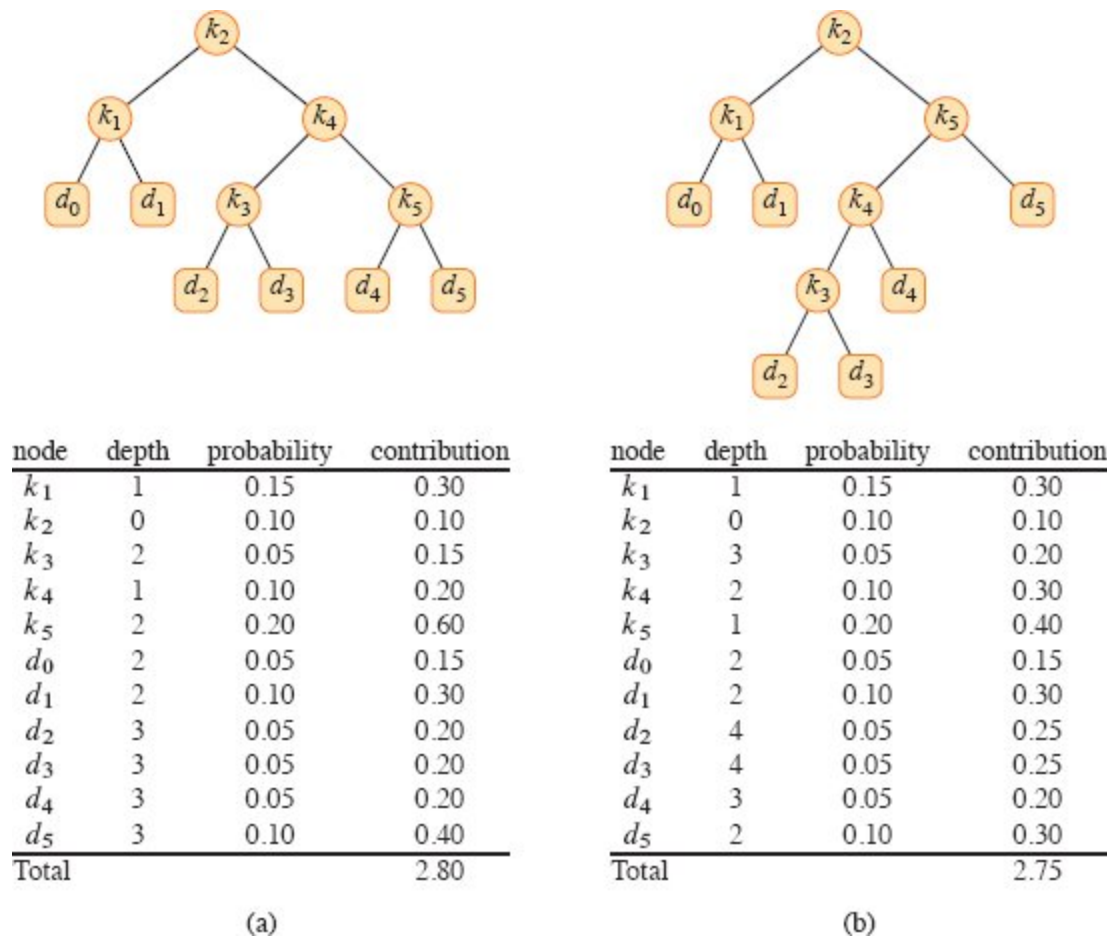 k2
k1 k4
d0 d1 k3 k5
d2 d3 d4 d5
node depth probability contribution
k1 1 0.15 0.30
k2 0 0.10 0.10
k3 2 0.05 0.15
k4 1 0.10 0.20
k5 2 0.20 0.60
d0 2 0.05 0.15
d1 2 0.10 0.30
d2 3 0.05 0.20
d3 3 0.05 0.20
d4 3 0.05 0.20
d5 3 0.10 0.40
Total 2.80
(a)
k2
k1 k5
d0 d1 k4 d5
k3 d4
d2 d3
node depth probability contribution
k1 1 0.15 0.30
k2 0 0.10 0.10
k3 3 0.05 0.20
k4 2 0.10 0.30
k5 1 0.20 0.40
d0 2 0.05 0.15
d1 2 0.10 0.30
d2 4 0.05 0.25
d3 4 0.05 0.25
d4 3 0.05 0.20
d5 2 0.10 0.30
Total 2.75
(b)